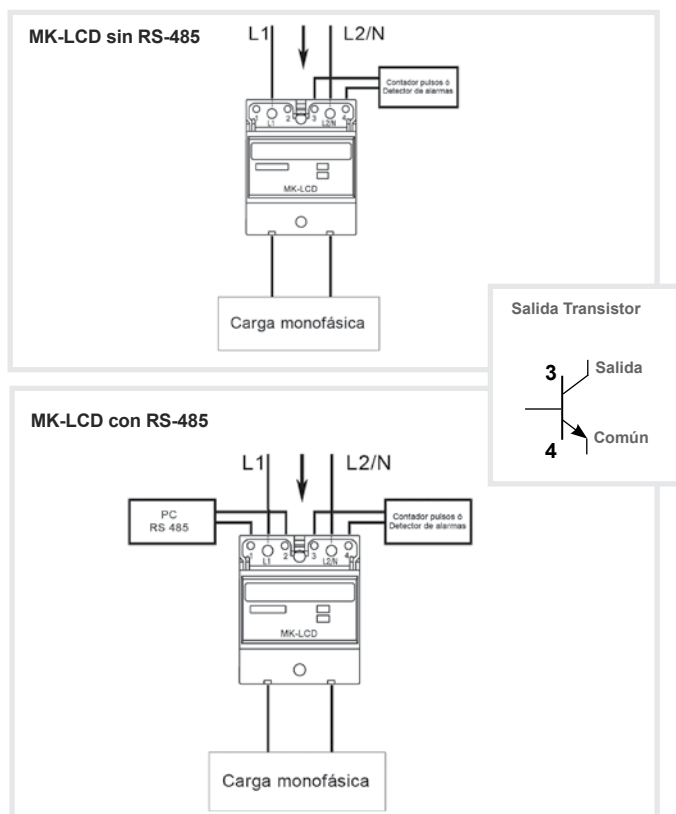 MK-LCD sin RS-485
L1
L2/N
Contador pulsos ó
Detector de alarmas
1 2 3 4
L1 L2/N
MK-LCD
Carga monofásica
Salida Transistor
3 Salida
4 Común
MK-LCD con RS-485
L1
L2/N
PC
RS 485
Contador pulsos ó
Detector de alarmas
1 2 3 4
L1 L2/N
MK-LCD
Carga monofásica